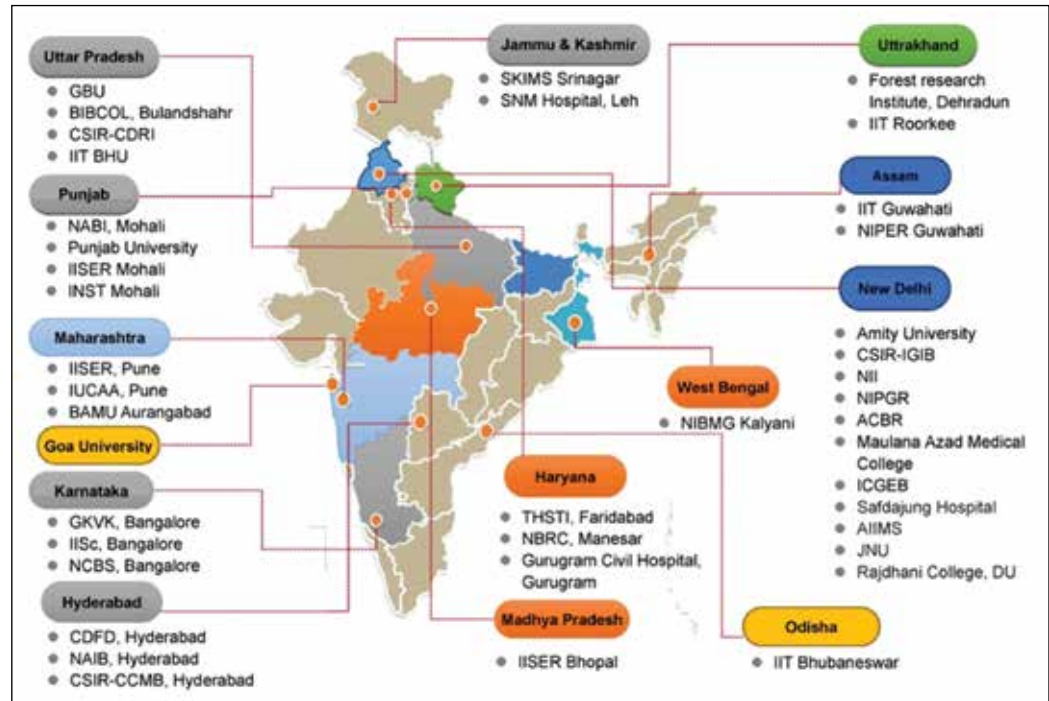 Uttar Pradesh
GBU
BIBCOL, Bulandshahr
CSIR-CDRI
IIT BHU
Punjab
NABI, Mohali
Punjab University
IISER Mohali
INST Mohali
Maharashtra
IISER, Pune
IUCAA, Pune
BAMU Aurangabad
Goa University
Karnataka
GKVK, Bangalore
IISc, Bangalore
NCBS, Bangalore
Hyderabad
CDFD, Hyderabad
NAIB, Hyderabad
CSIR-CCMB, Hyderabad
Jammu & Kashmir
SKIMS Srinagar
SNM Hospital, Leh
West Bengal
NIBMG Kalyani
Haryana
THSTI, Faridabad
NBRC, Manesar
Gurugram Civil Hospital,
Gurugram
Madhya Pradesh
IISER Bhopal
Uttrakhand
Forest research
Institute, Dehradun
IIT Roorkee
Assam
IIT Guwahati
NIPER Guwahati
New Delhi
Amity University
CSIR-IGIB
NII
NIPGR
ACBR
Maulana Azad Medical
College
ICGEB
Safdajung Hospital
AIIMS
JNU
Rajdhani College, DU
Odisha
IIT Bhubaneswar